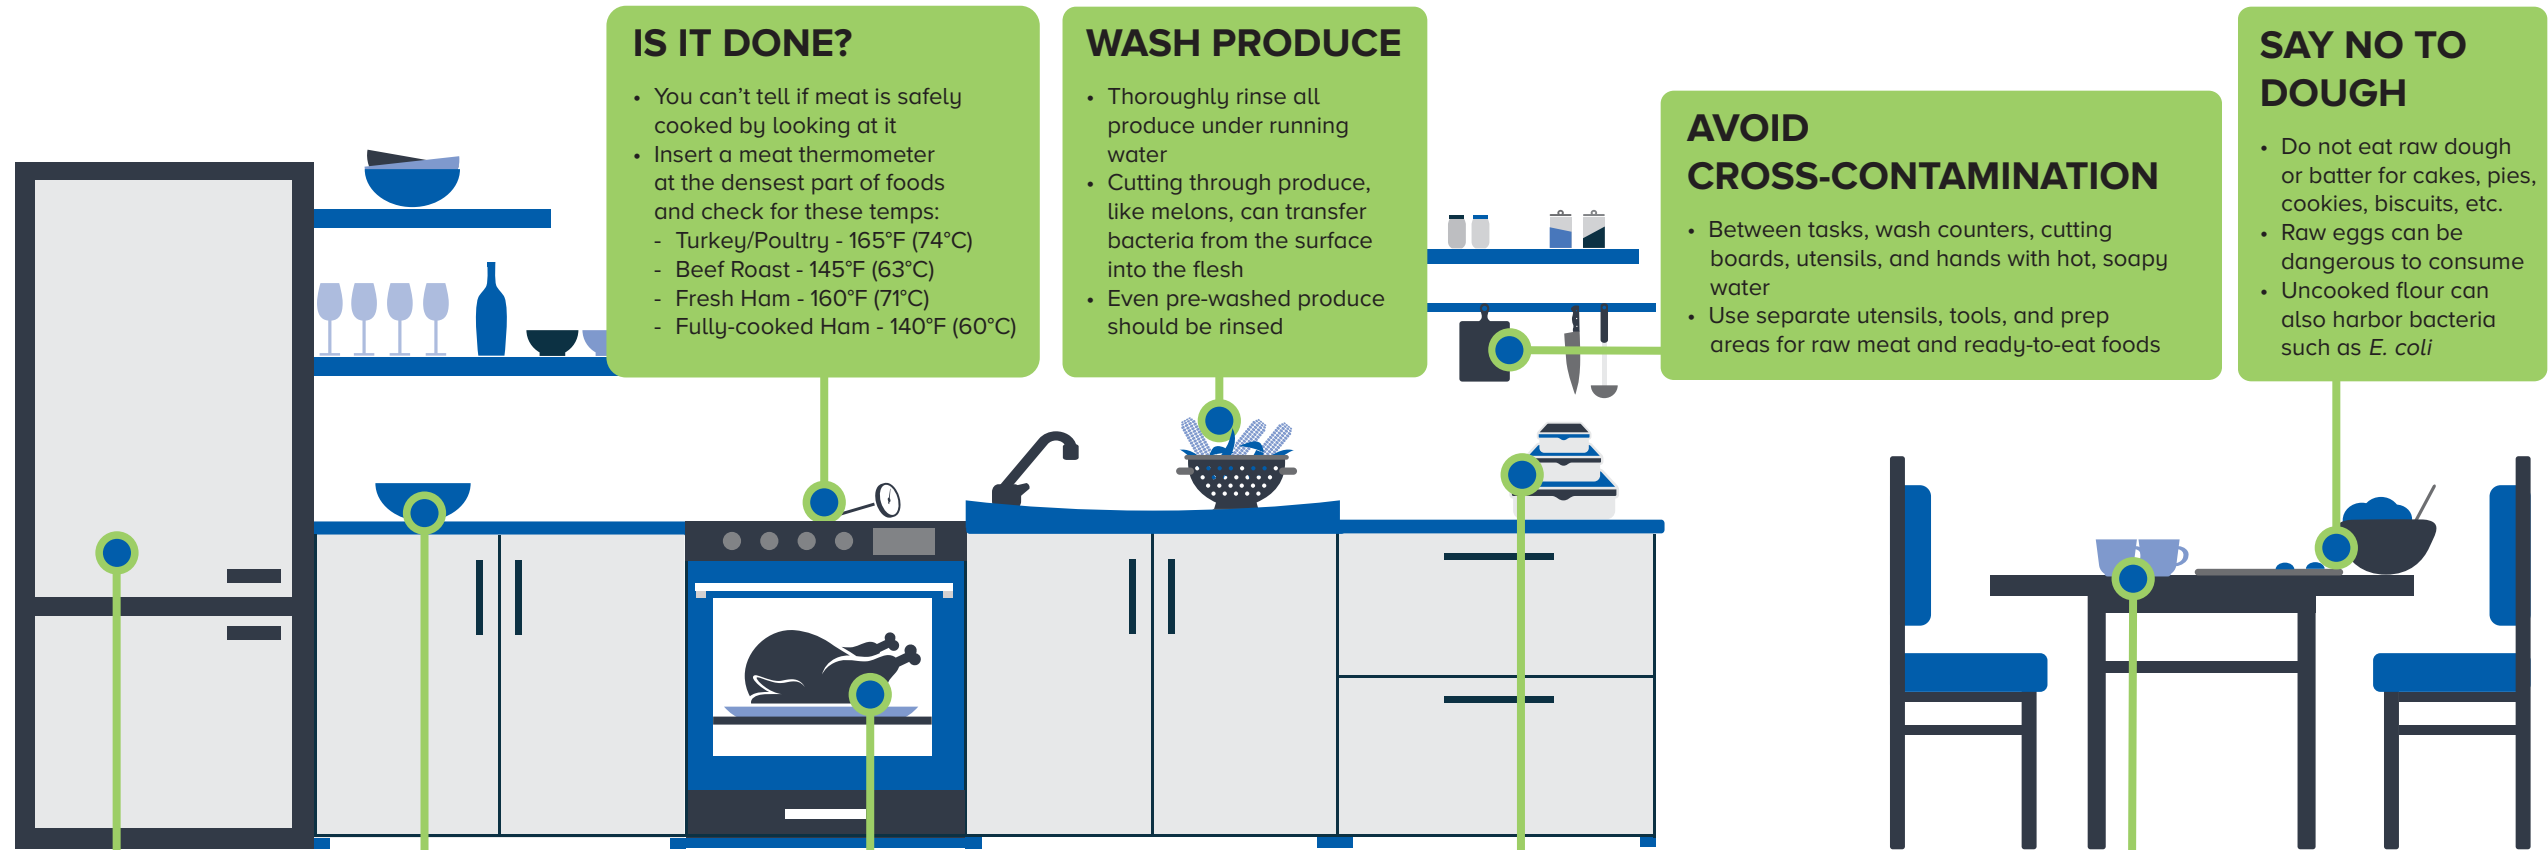 IS IT DONE?
• You can't tell if meat is safely
cooked by looking at it
• Insert a meat thermometer
at the densest part of foods
and check for these temps:
- Turkey/Poultry - 165°F (74°C)
- Beef Roast - 145°F (63°C)
- Fresh Ham - 160°F (71°C)
- Fully-cooked Ham - 140°F (60°C)
WASH PRODUCE
• Thoroughly rinse all
produce under running
water
• Cutting through produce,
like melons, can transfer
bacteria from the surface
into the flesh
• Even pre-washed produce
should be rinsed
AVOID
CROSS-CONTAMINATION
• Between tasks, wash counters, cutting
boards, utensils, and hands with hot, soapy
water
• Use separate utensils, tools, and prep
areas for raw meat and ready-to-eat foods
SAY NO TO
DOUGH
• Do not eat raw dough
or batter for cakes, pies,
cookies, biscuits, etc.
• Raw eggs can be
dangerous to consume
• Uncooked flour can
also harbor bacteria
such as E. coli